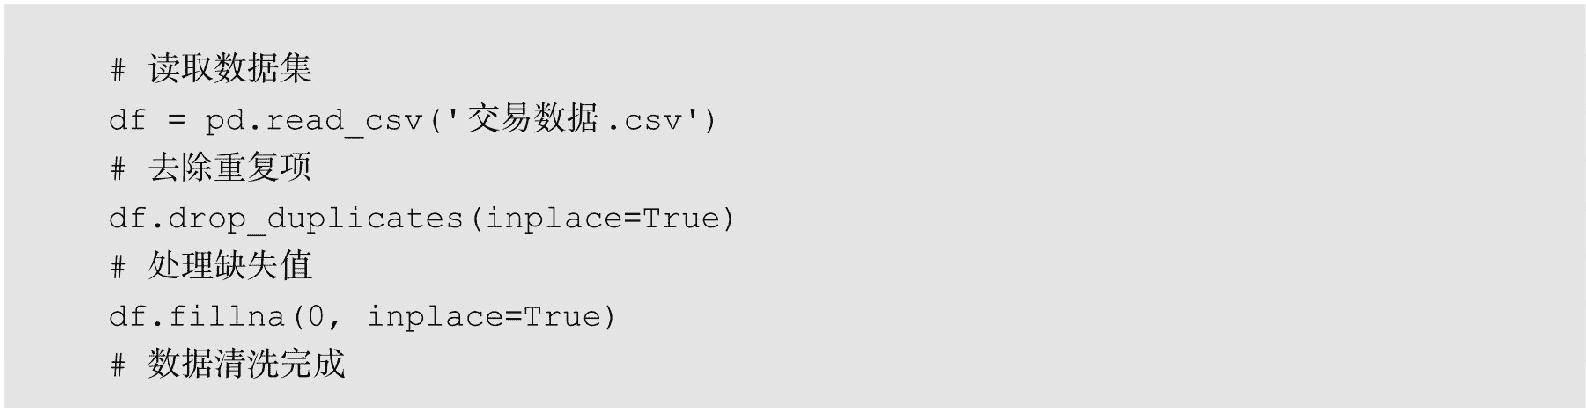 # 读取数据集
df = pd.read_csv('交易数据.csv')
# 去除重复项
df.drop_duplicates(inplace=True)
# 处理缺失值
df.fillna(0, inplace=True)
# 数据清洗完成